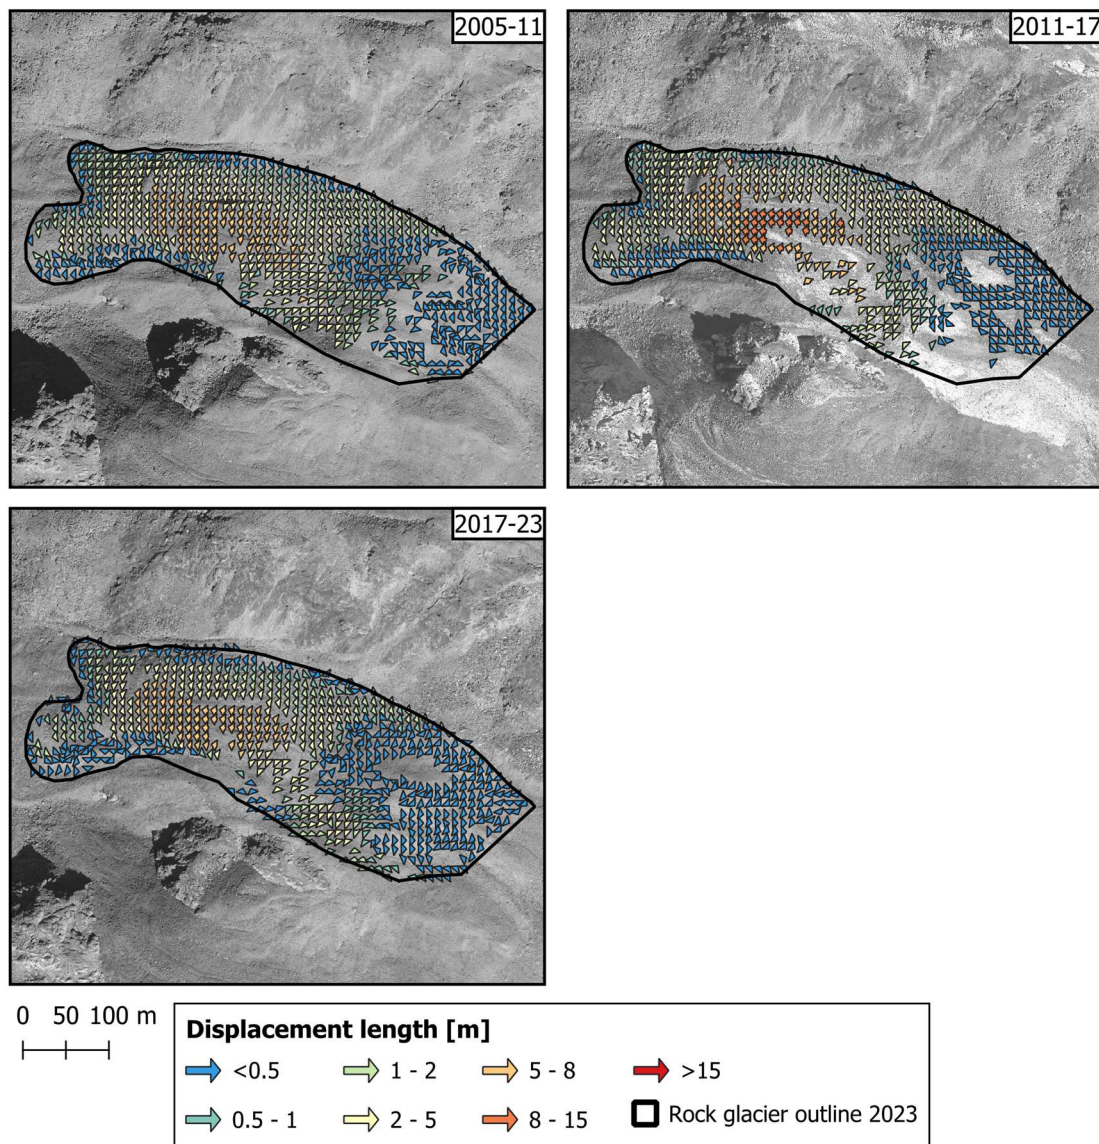 2005-11
2011-17
2017-23
0 50 100 m
Displacement length [m]
<0.5
1 - 2
5 - 8
>15
0.5 - 1
2 - 5
8 - 15
Rock glacier outline 2023